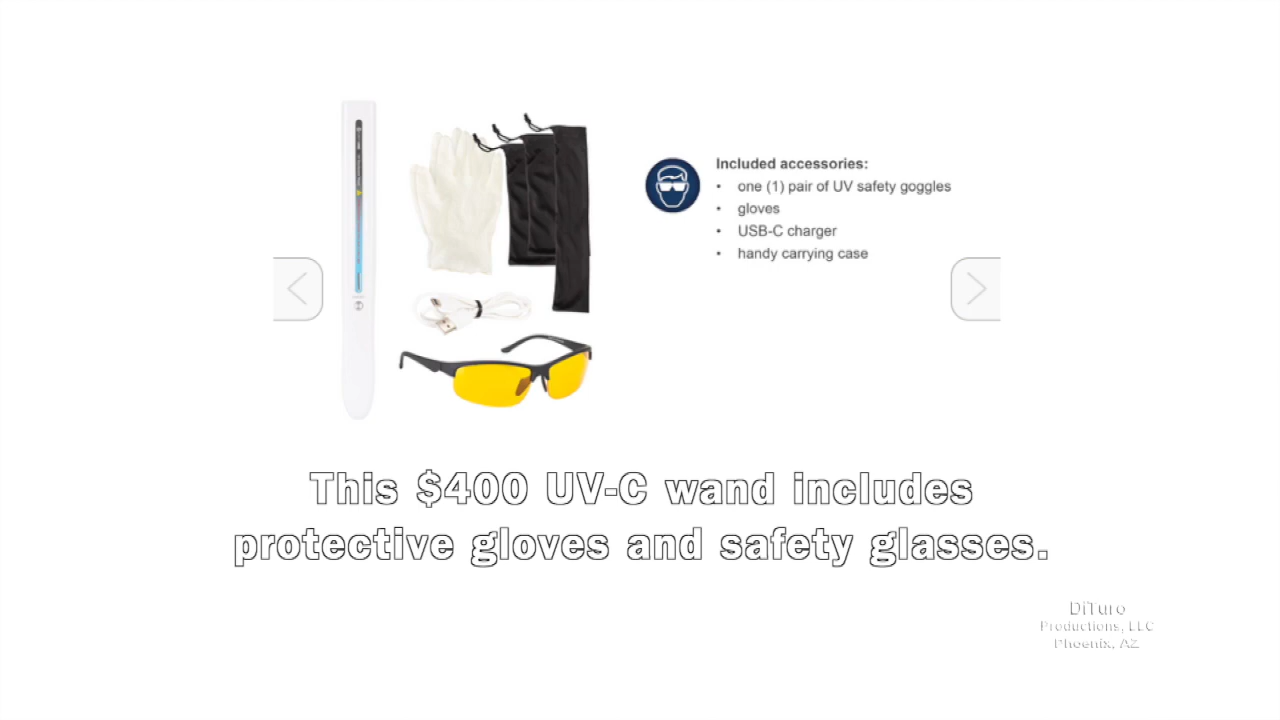 Included accessories:
• one (1) pair of UV safety goggles
• gloves
• USB-C charger
• handy carrying case
This $400 UV-C wand includes
protective gloves and safety glasses.
DiTuro
Productions, LLC
Phoenix, AZ